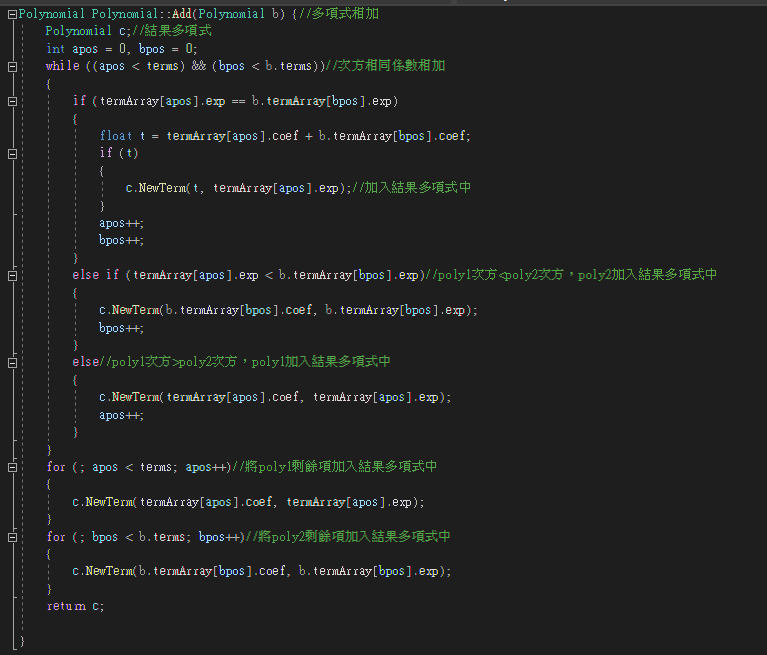 Polynomial Polynomial::Add(Polynomial b) {//多項式相加
Polynomial c;//結果多項式
int apos = 0, bpos = 0;
while ((apos < terms) && (bpos < b.terms))//次方相同係數相加
{
if (termArray[apos].exp == b.termArray[bpos].exp)
{
float t = termArray[apos].coef + b.termArray[bpos].coef;
if (t)
{
c.NewTerm(t, termArray[apos].exp);//加入結果多項式中
}
apos++;
bpos++;
}
else if (termArray[apos].exp < b.termArray[bpos].exp)//poly1次方<poly2次方，poly2加入結果多項式中
{
c.NewTerm(b.termArray[bpos].coef, b.termArray[bpos].exp);
bpos++;
}
else//poly1次方>poly2次方，poly1加入結果多項式中
{
c.NewTerm(termArray[apos].coef, termArray[apos].exp);
apos++;
}
}
for (; apos < terms; apos++)//將poly1剩餘項加入結果多項式中
{
c.NewTerm(termArray[apos].coef, termArray[apos].exp);
}
for (; bpos < b.terms; bpos++)//將poly2剩餘項加入結果多項式中
{
c.NewTerm(b.termArray[bpos].coef, b.termArray[bpos].exp);
}
return c;
}